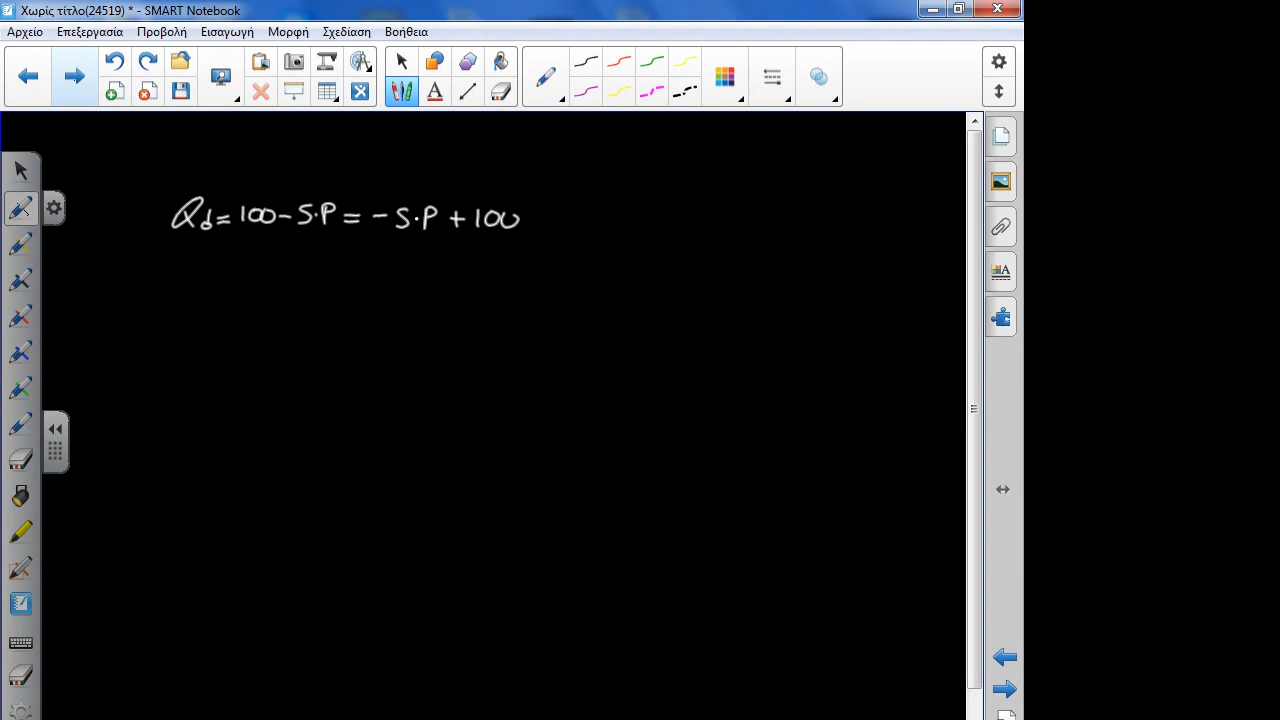 Χωρίς τίτλο(24519) * - SMART Notebook
Αρχείο Επεξεργασία Προβολή Εισαγωγή Μορφή Σχεδίαση Βοήθεια
Qd = 100 - 5·P = - 5·P + 100